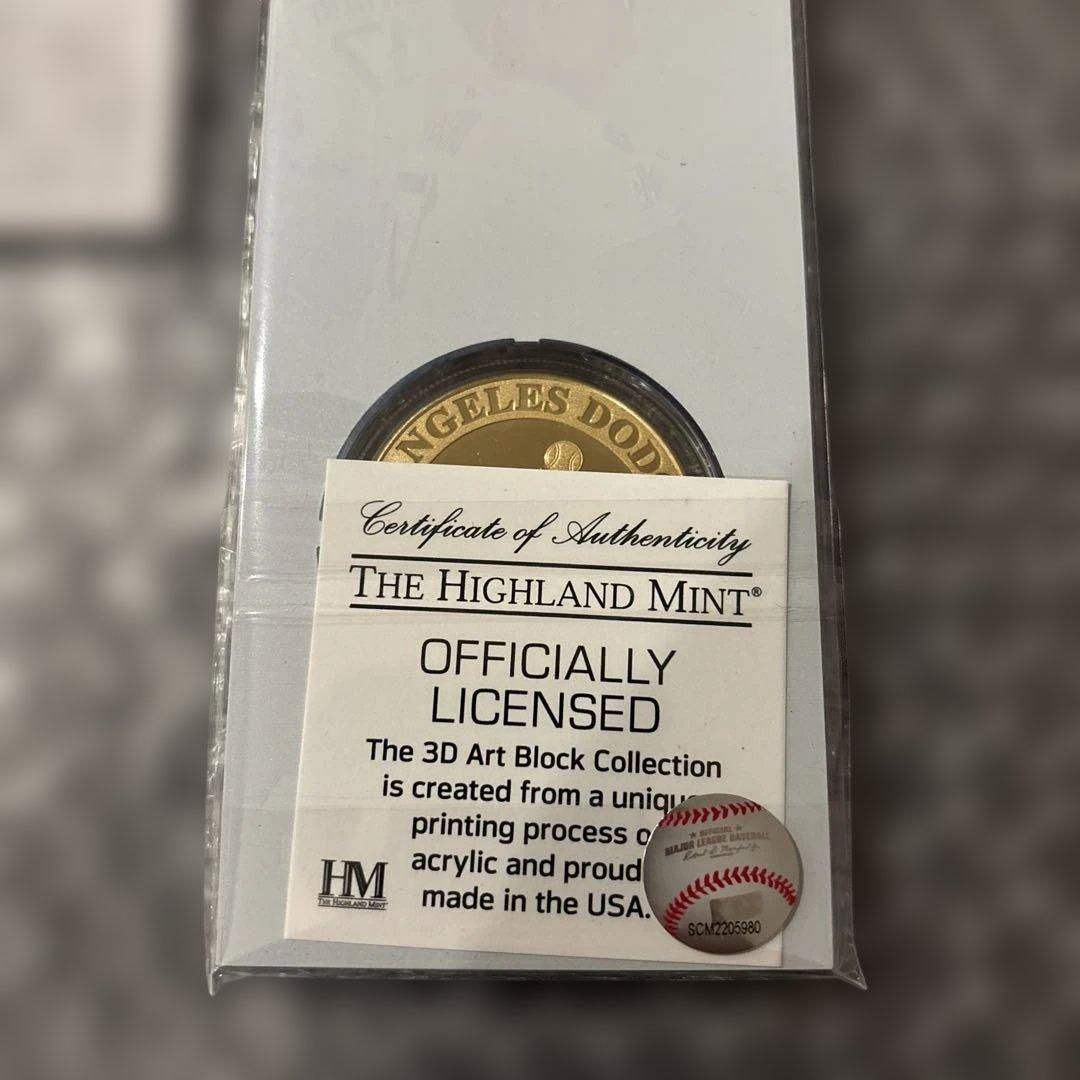 NGELES DOD
Certificate of Authenticity
THE HIGHLAND MINT®
OFFICIALLY
LICENSED
The 3D Art Block Collection
is created from a uniq
printing process o
acrylic and proud
made in the USA.
HM
THE HIGHLAND MINT
★ OFFICIAL ★
MAJOR LEAGUE BASEBALL
SCM2205980